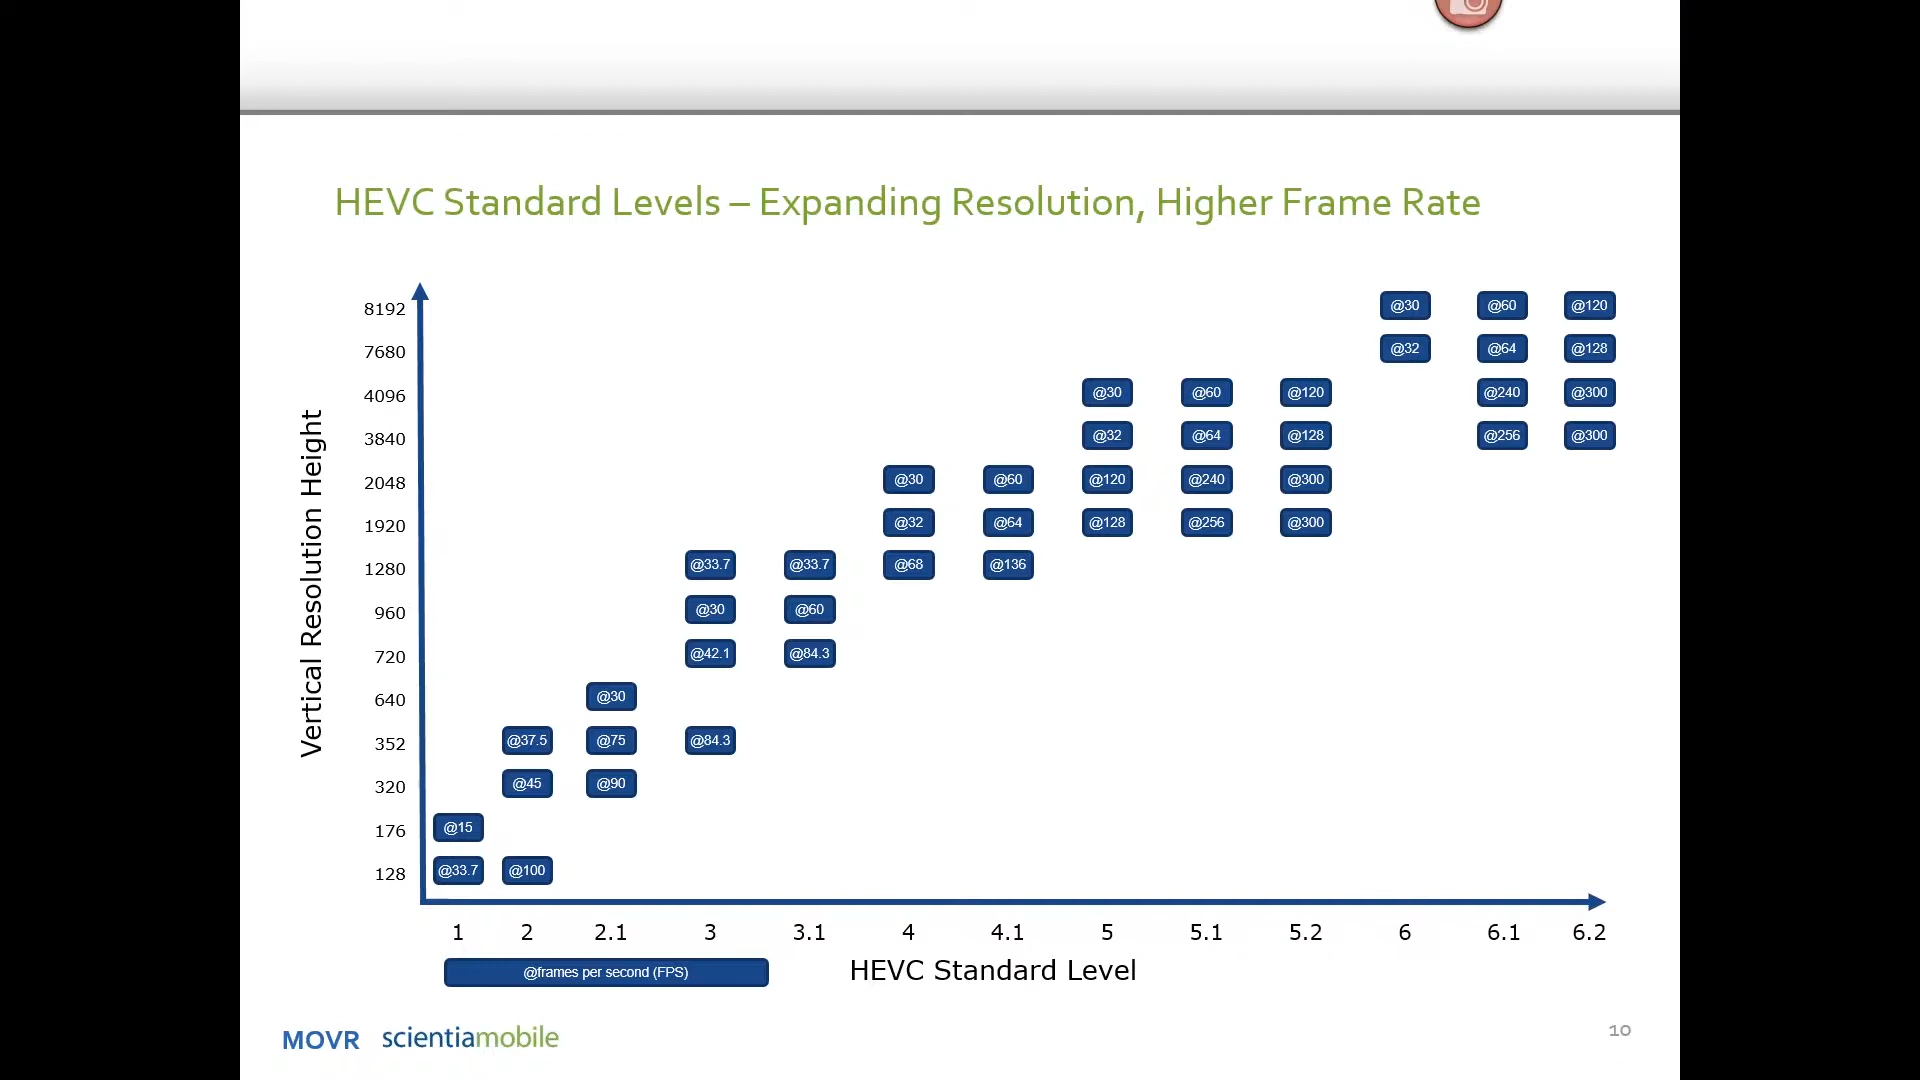 HEVC Standard Levels – Expanding Resolution, Higher Frame Rate
Vertical Resolution Height
8192 @30 @60 @120
7680 @32 @64 @128
4096 @30 @60 @120 @240 @300
3840 @32 @64 @128 @256 @300
2048 @30 @60 @120 @240 @300
1920 @32 @64 @128 @256 @300
1280 @33.7 @33.7 @68 @136
960 @30 @60
720 @42.1 @84.3
640 @30
352 @37.5 @75 @84.3
320 @45 @90
176 @15
128 @33.7 @100
1 2 2.1 3 3.1 4 4.1 5 5.1 5.2 6 6.1 6.2
@frames per second (FPS)
HEVC Standard Level
MOVR scientiamobile
10